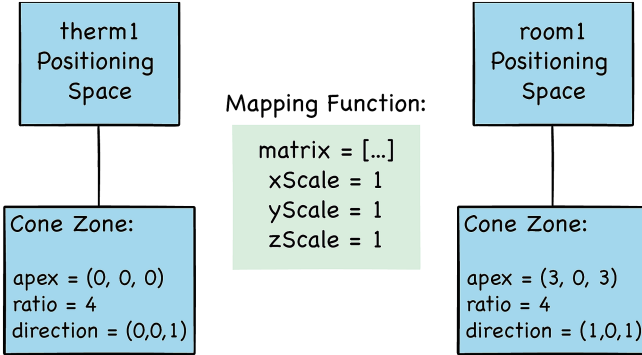 therm1
Positioning
Space
room1
Positioning
Space
Mapping Function:
matrix = [...]
xScale = 1
yScale = 1
zScale = 1
Cone Zone:
apex = (0, 0, 0)
ratio = 4
direction = (0,0,1)
Cone Zone:
apex = (3, 0, 3)
ratio = 4
direction = (1,0,1)